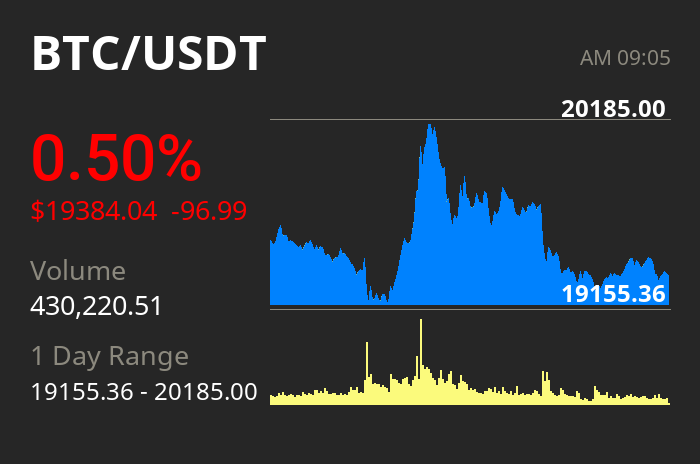 BTC/USDT
AM 09:05
20185.00
0.50%
$19384.04 -96.99
Volume
430,220.51
19155.36
1 Day Range
19155.36 - 20185.00